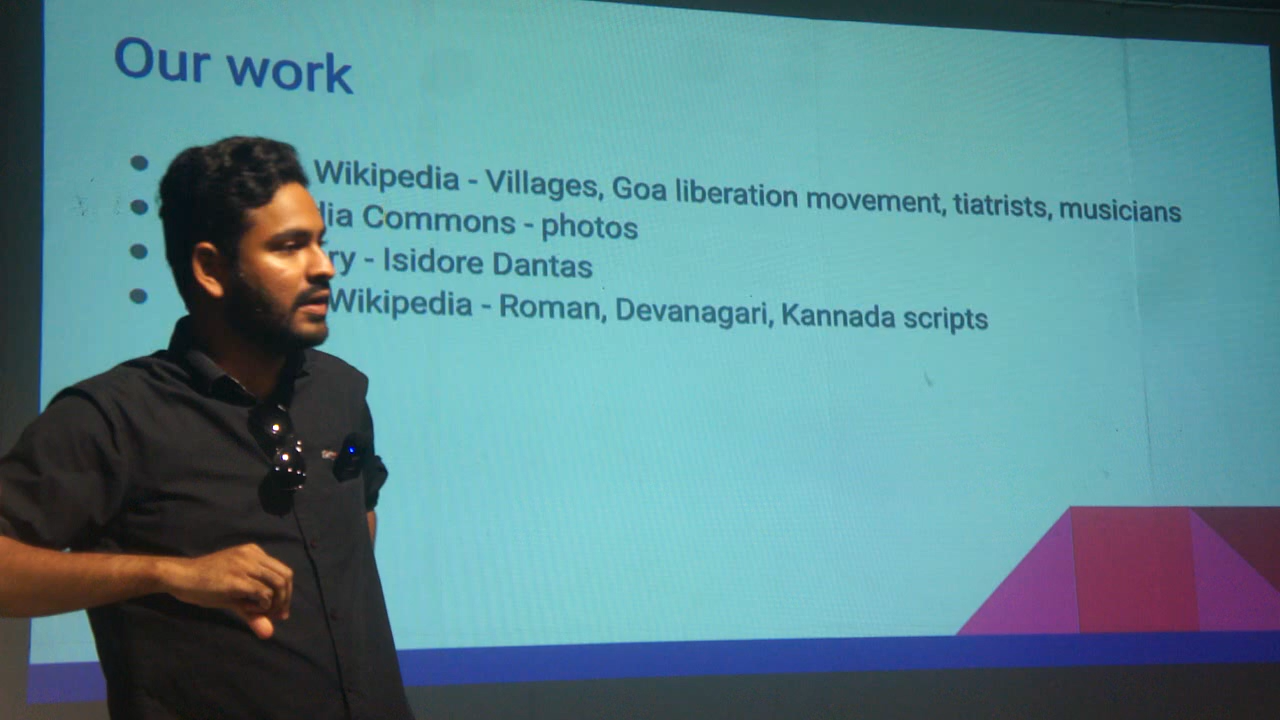 Our work
Wikipedia - Villages, Goa liberation movement, tiatrists, musicians
dia Commons - photos
ry - Isidore Dantas
Wikipedia - Roman, Devanagari, Kannada scripts